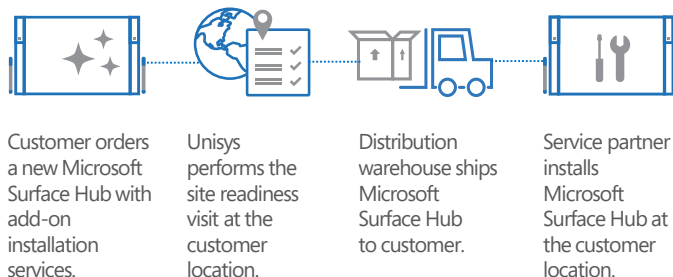 Customer orders
a new Microsoft
Surface Hub with
add-on
installation
services.
Unisys
performs the
site readiness
visit at the
customer
location.
Distribution
warehouse ships
Microsoft
Surface Hub
to customer.
Service partner
installs
Microsoft
Surface Hub at
the customer
location.